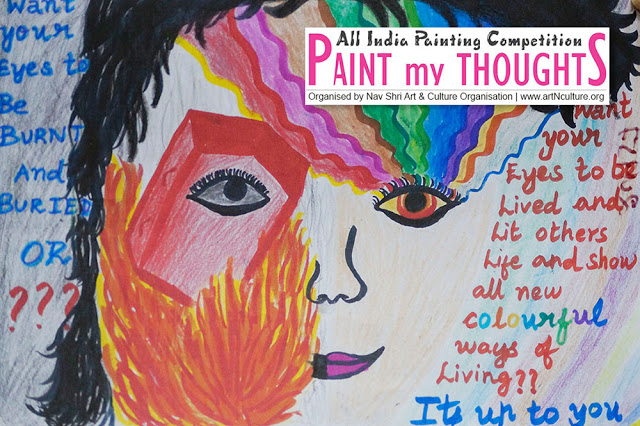 All India Painting Competition
PAINT MY THOUGHTS
Organised by Nav Shri Art & Culture Organisation | www.artNculture.org
Want
your
Eyes to
Be
BURNT
And
BURIED
OR
???
Want
your
Eyes to be
Lived and
Lit others
Life and show
all new
colourful
ways of
Living??
Its up to you